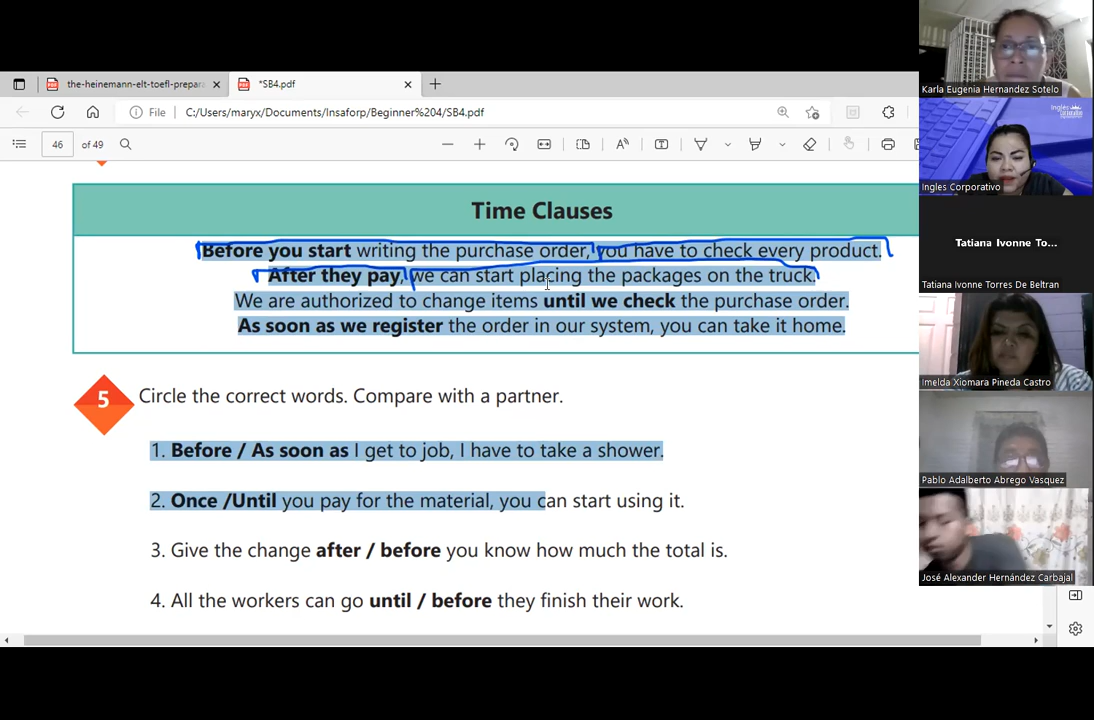 the-heinemann-elt-toefl-prepara
*SB4.pdf
File
C:/Users/maryx/Documents/Insaforp/Beginner%204/SB4.pdf
46 of 49
Time Clauses
Before you start writing the purchase order, you have to check every product.
After they pay, we can start placing the packages on the truck.
We are authorized to change items until we check the purchase order.
As soon as we register the order in our system, you can take it home.
5 Circle the correct words. Compare with a partner.
1. Before / As soon as I get to job, I have to take a shower.
2. Once /Until you pay for the material, you can start using it.
3. Give the change after / before you know how much the total is.
4. All the workers can go until / before they finish their work.
Karla Eugenia Hernandez Sotelo
Ingles Corporativo
Tatiana Ivonne To...
Tatiana Ivonne Torres De Beltran
Imelda Xiomara Pineda Castro
Pablo Adalberto Abrego Vasquez
José Alexander Hernández Carbajal